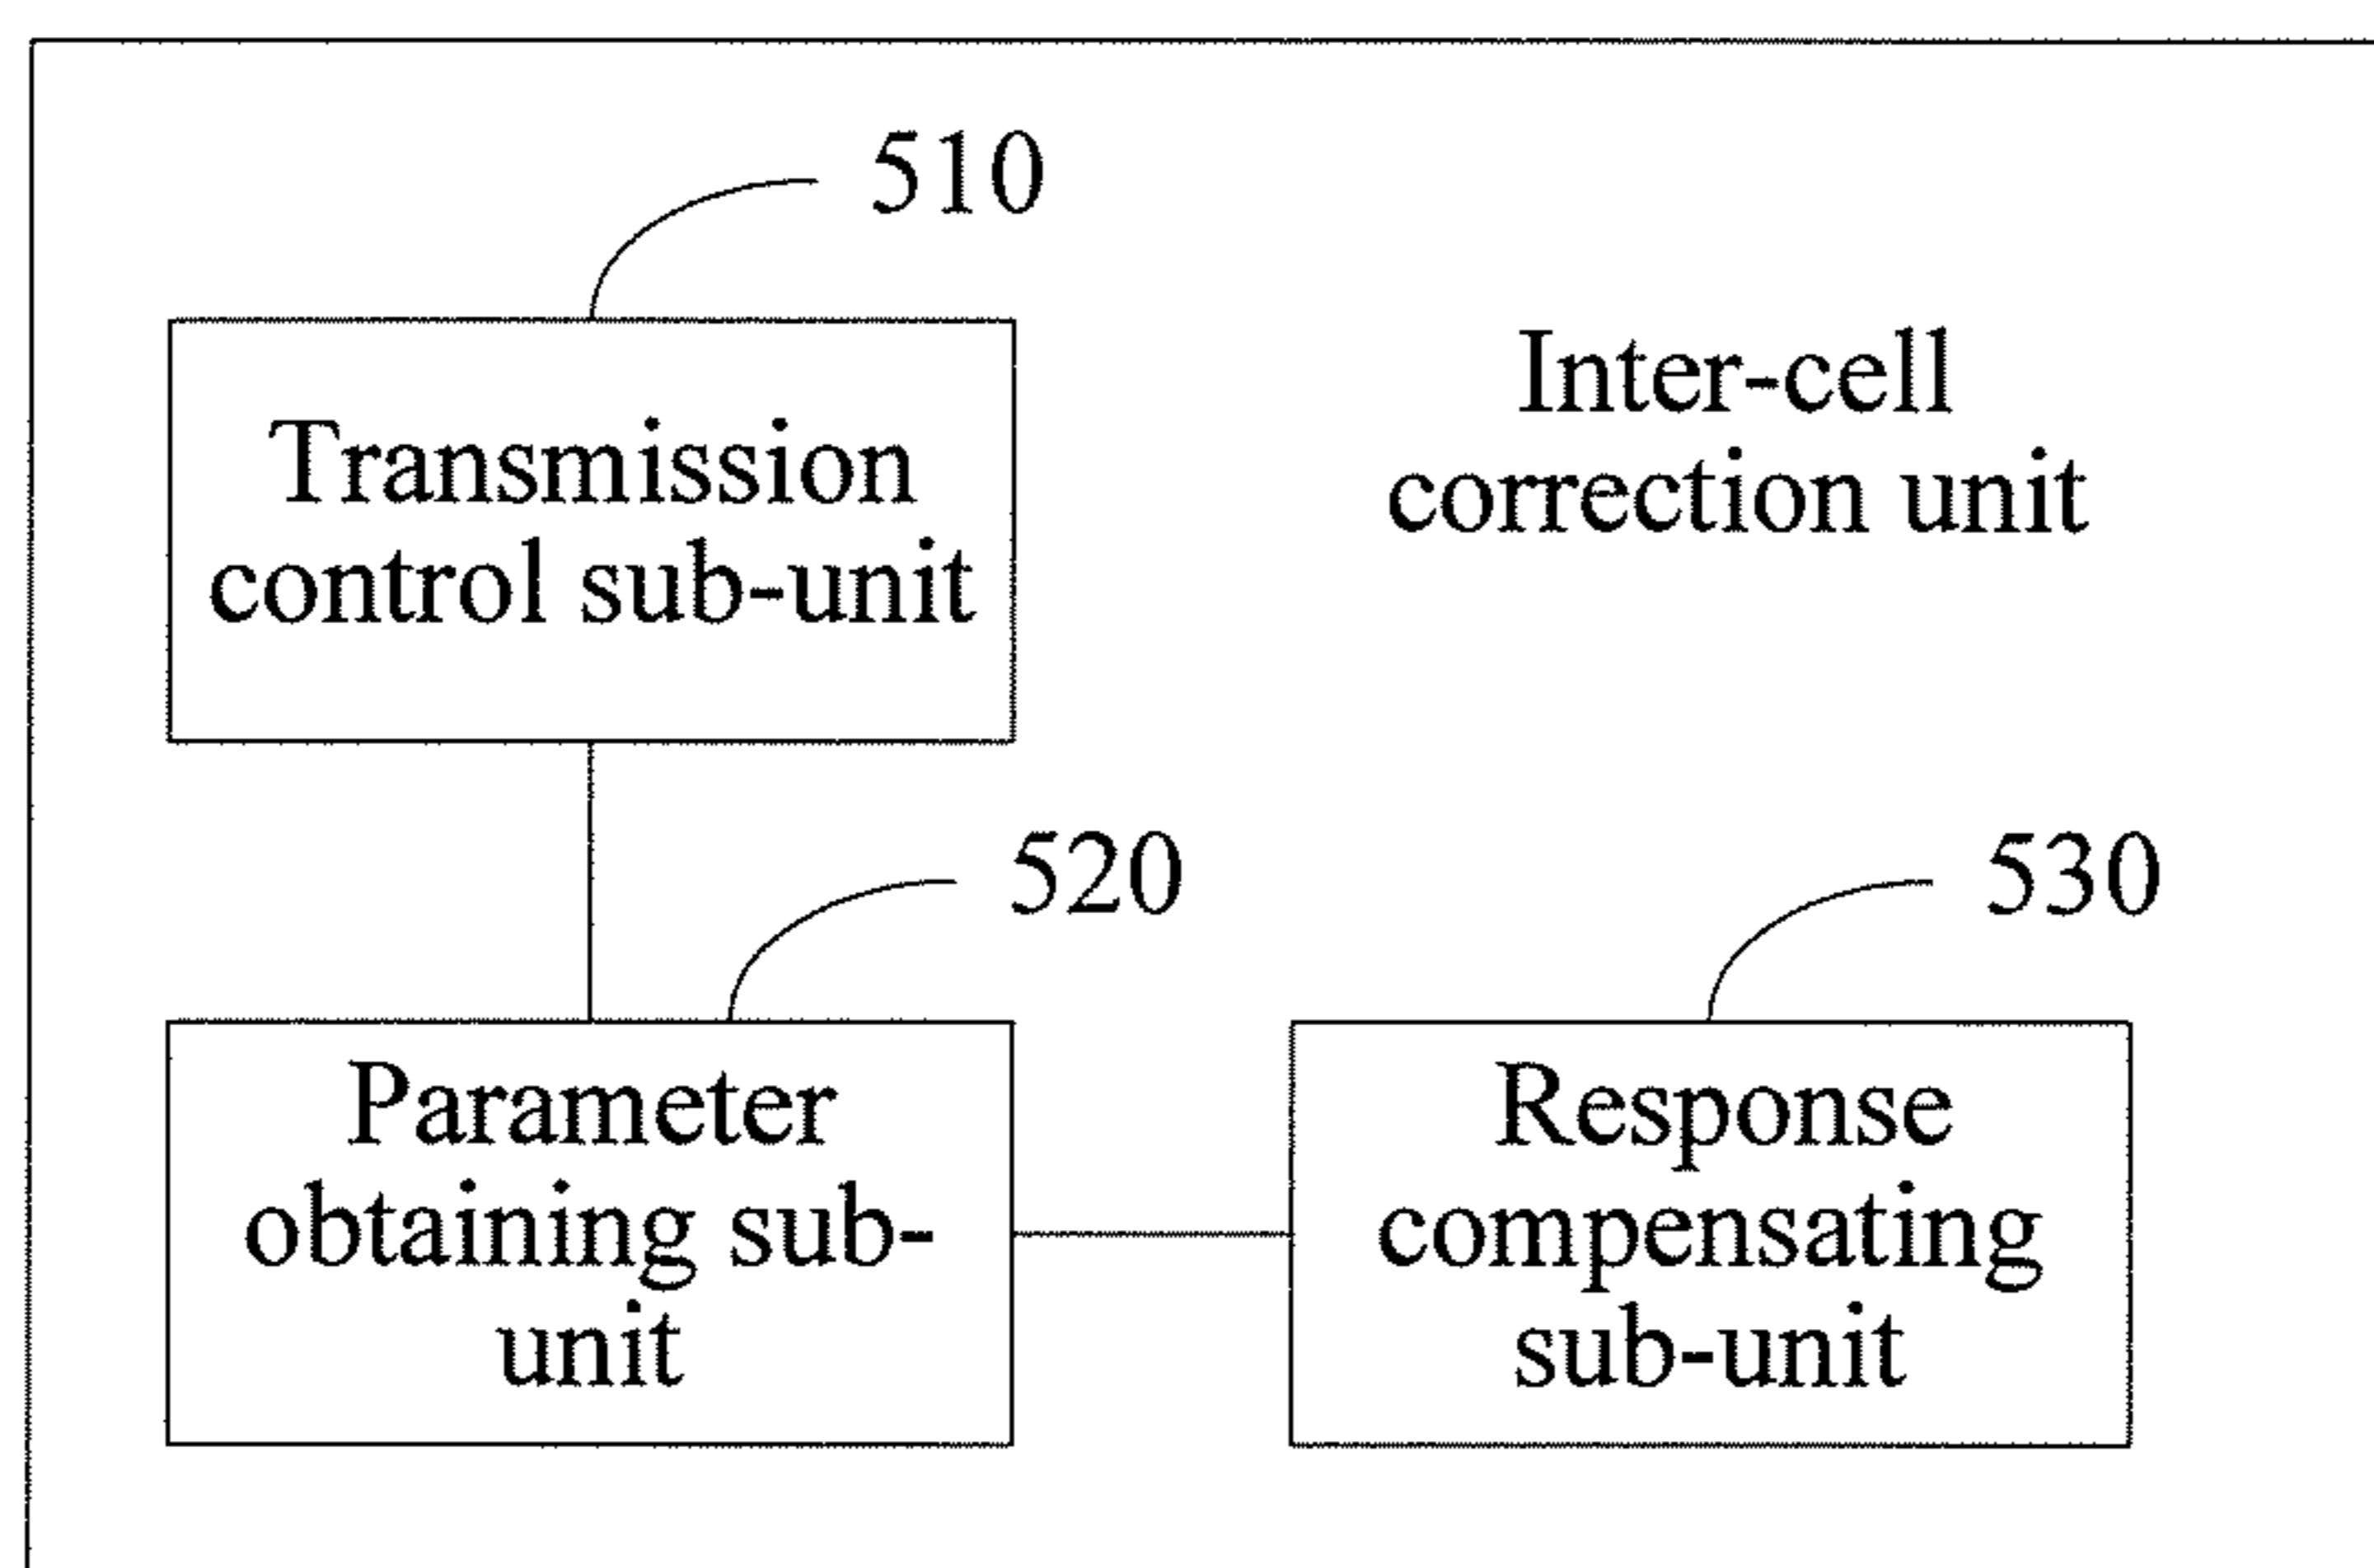 510
Transmission
control sub-unit
Inter-cell
correction unit
520
Parameter
obtaining sub-
unit
530
Response
compensating
sub-unit